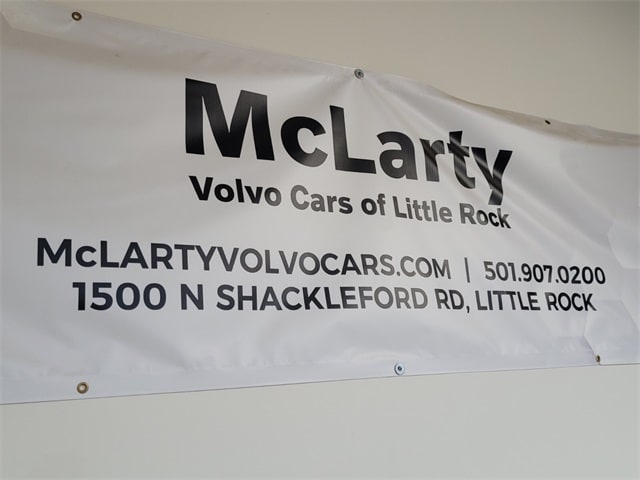 McLarty
Volvo Cars of Little Rock
McLARTYVOLVOCARS.COM | 501.907.0200
1500 N SHACKLEFORD RD, LITTLE ROCK